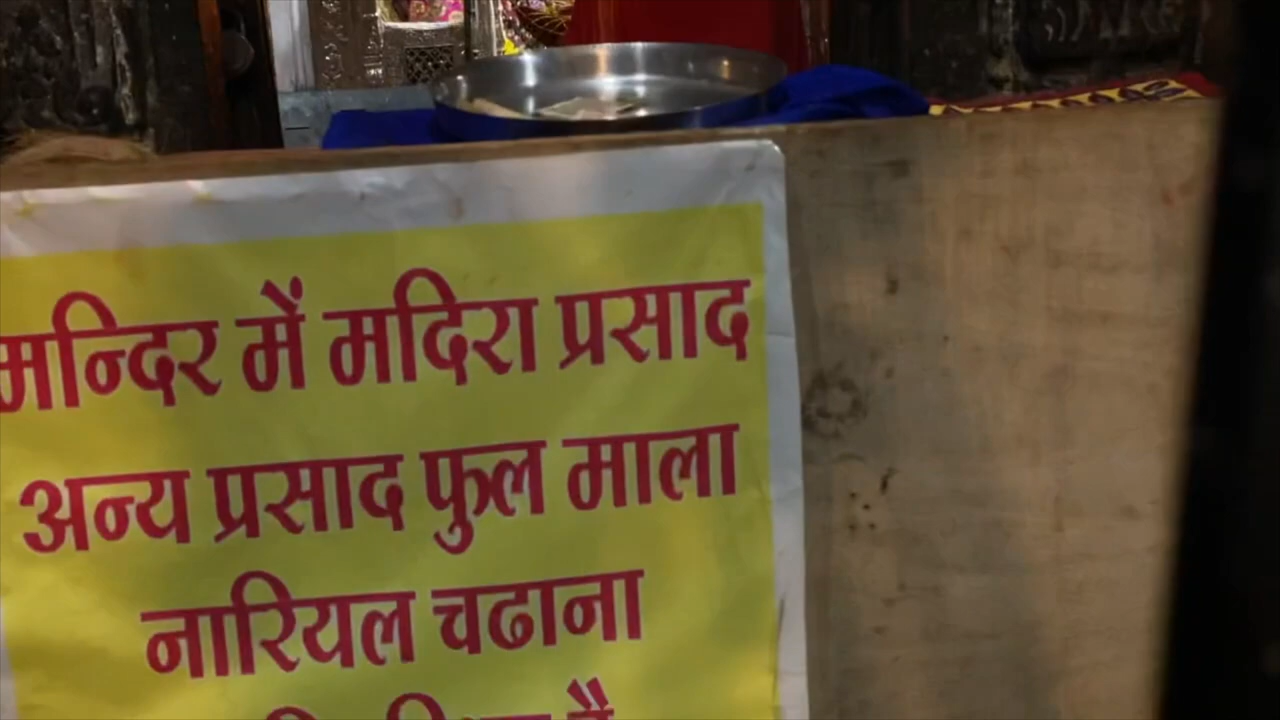 मन्दिर में मदिरा प्रसाद
अन्य प्रसाद फुल माला
नारियल चढाना
है